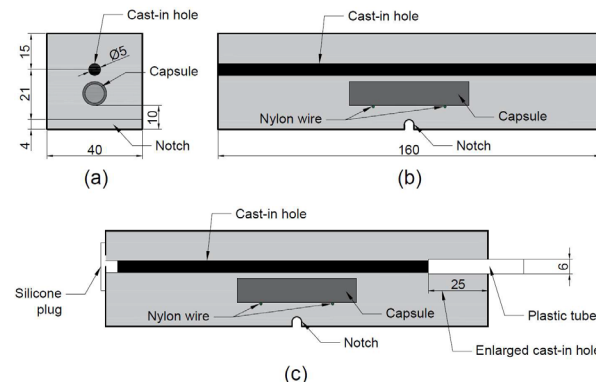 Cast-in hole
15
Ø5
Capsule
21
10
4
Notch
40
(a)
Cast-in hole
Nylon wire
Capsule
Notch
160
(b)
Cast-in hole
6
25
Silicone
plug
Nylon wire
Capsule
Plastic tube
Notch
Enlarged cast-in hole
(c)